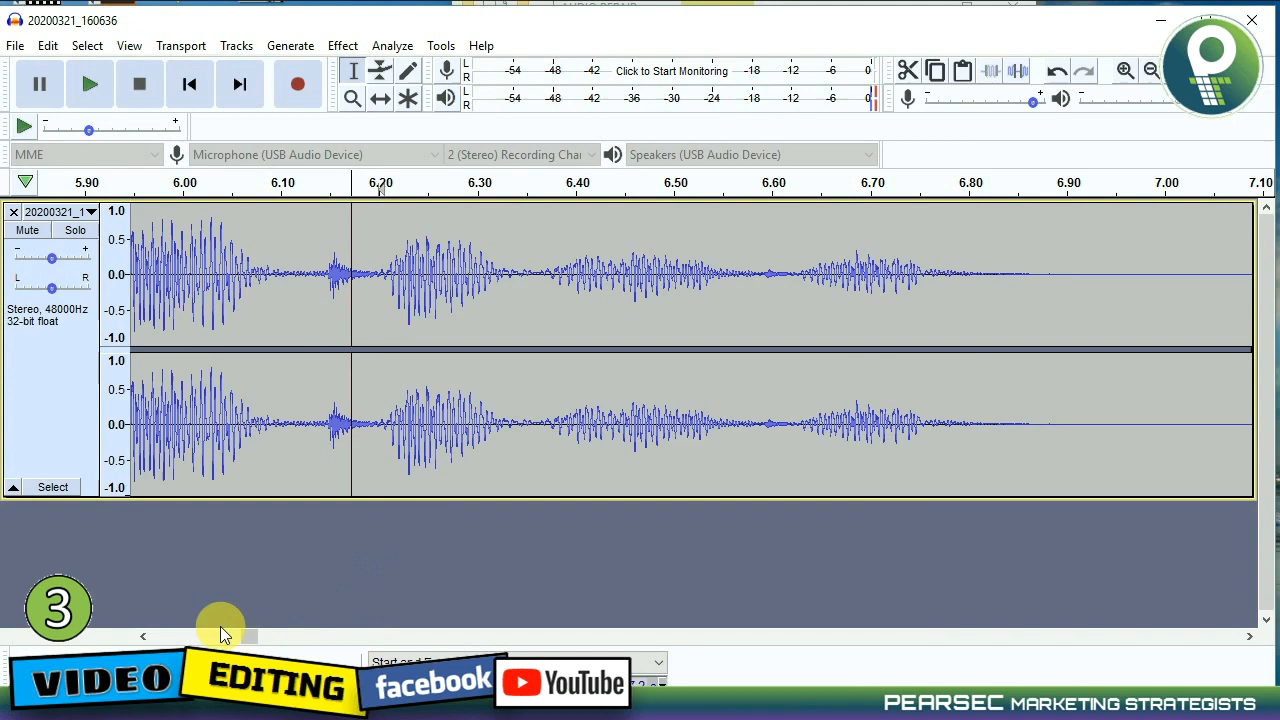 AUDIO REPAIR
20200321_160636
File Edit Select View Transport Tracks Generate Effect Analyze Tools Help
L
R
-54 -48 -42 Click to Start Monitoring -18 -12 -6 0
L
R
-54 -48 -42 -36 -30 -24 -18 -12 -6 0
- +
- +
MME
Microphone (USB Audio Device)
2 (Stereo) Recording Chai
Speakers (USB Audio Device)
5.90 6.00 6.10 6.20 6.30 6.40 6.50 6.60 6.70 6.80 6.90 7.00 7.10
20200321_1
Mute Solo
- +
L R
Stereo, 48000Hz
32-bit float
Select
1.0
0.5
0.0
-0.5
-1.0
1.0
0.5
0.0
-0.5
-1.0
3
VIDEO EDITING facebook YouTube
PEARSEC MARKETING STRATEGISTS